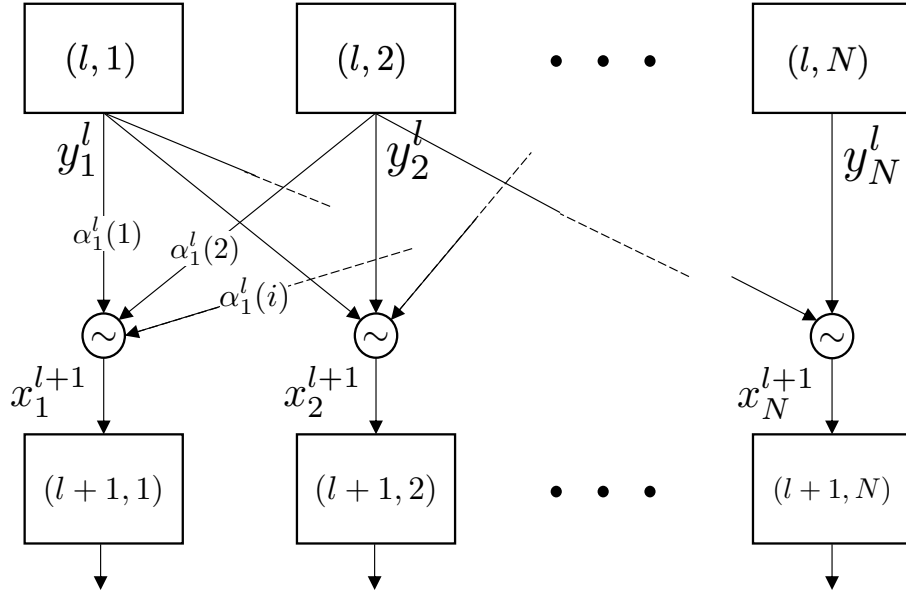 (l, 1) (l, 2) • • • (l, N)
y_1^l y_2^l y_N^l
α_1^l(1) α_1^l(2)
α_1^l(i)
~ ~ ~
x_1^{l+1} x_2^{l+1} x_N^{l+1}
(l + 1, 1) (l + 1, 2) • • • (l + 1, N)